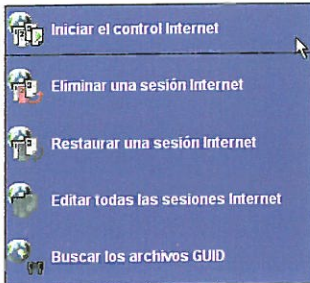 Iniciar el control Internet
Eliminar una sesión Internet
Restaurar una sesión Internet
Editar todas las sesiones Internet
Buscar los archivos GUID